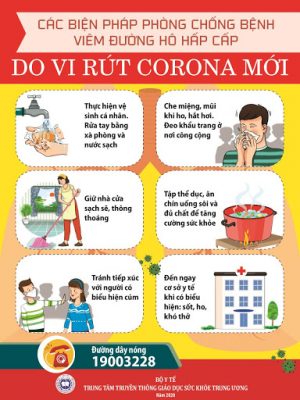 CÁC BIỆN PHÁP PHÒNG CHỐNG BỆNH
VIÊM ĐƯỜNG HÔ HẤP CẤP
DO VI RÚT CORONA MỚI
Thực hiện vệ
sinh cá nhân.
Rửa tay bằng
xà phòng và
nước sạch
Che miệng, mũi
khi ho, hắt hơi.
Đeo khẩu trang ở
nơi công cộng
Giữ nhà cửa
sạch sẽ, thông
thoáng
Tập thể dục, ăn
chín uống sôi và
đủ chất để tăng
cường sức khỏe
Tránh tiếp xúc
với người có
biểu hiện cúm
Đến ngay
cơ sở y tế
khi có biểu
hiện: sốt, ho,
khó thở
Đường dây nóng
19003228
BỘ Y TẾ
TRUNG TÂM TRUYỀN THÔNG GIÁO DỤC SỨC KHỎE TRUNG ƯƠNG
Năm 2020